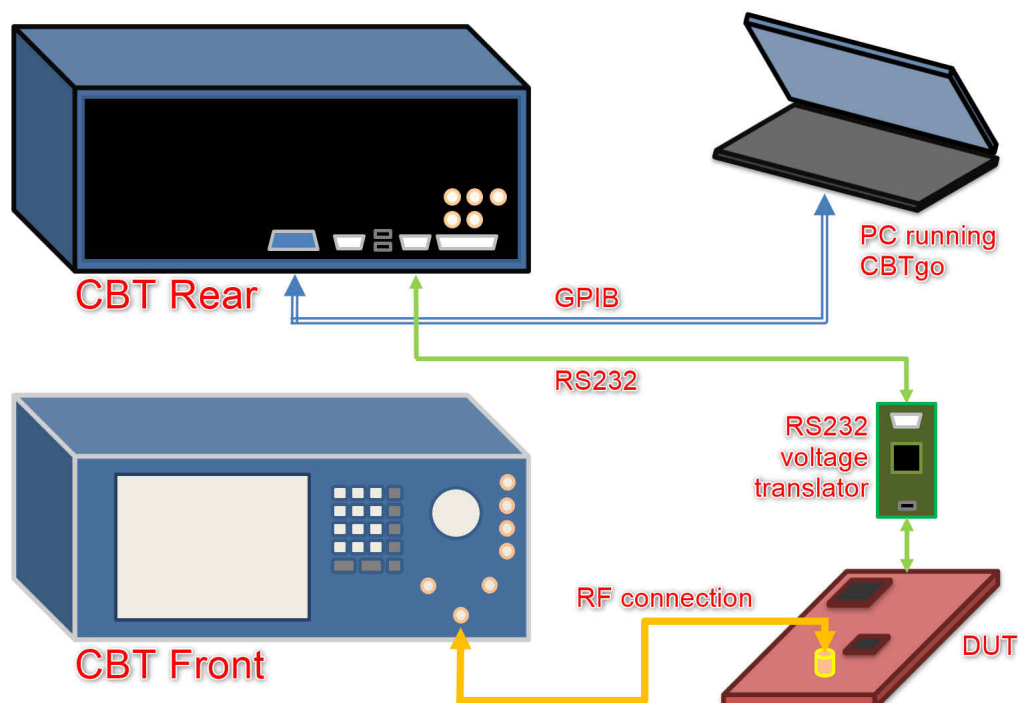 PC running
CBTgo
CBT Rear
GPIB
RS232
RS232
voltage
translator
RF connection
DUT
CBT Front